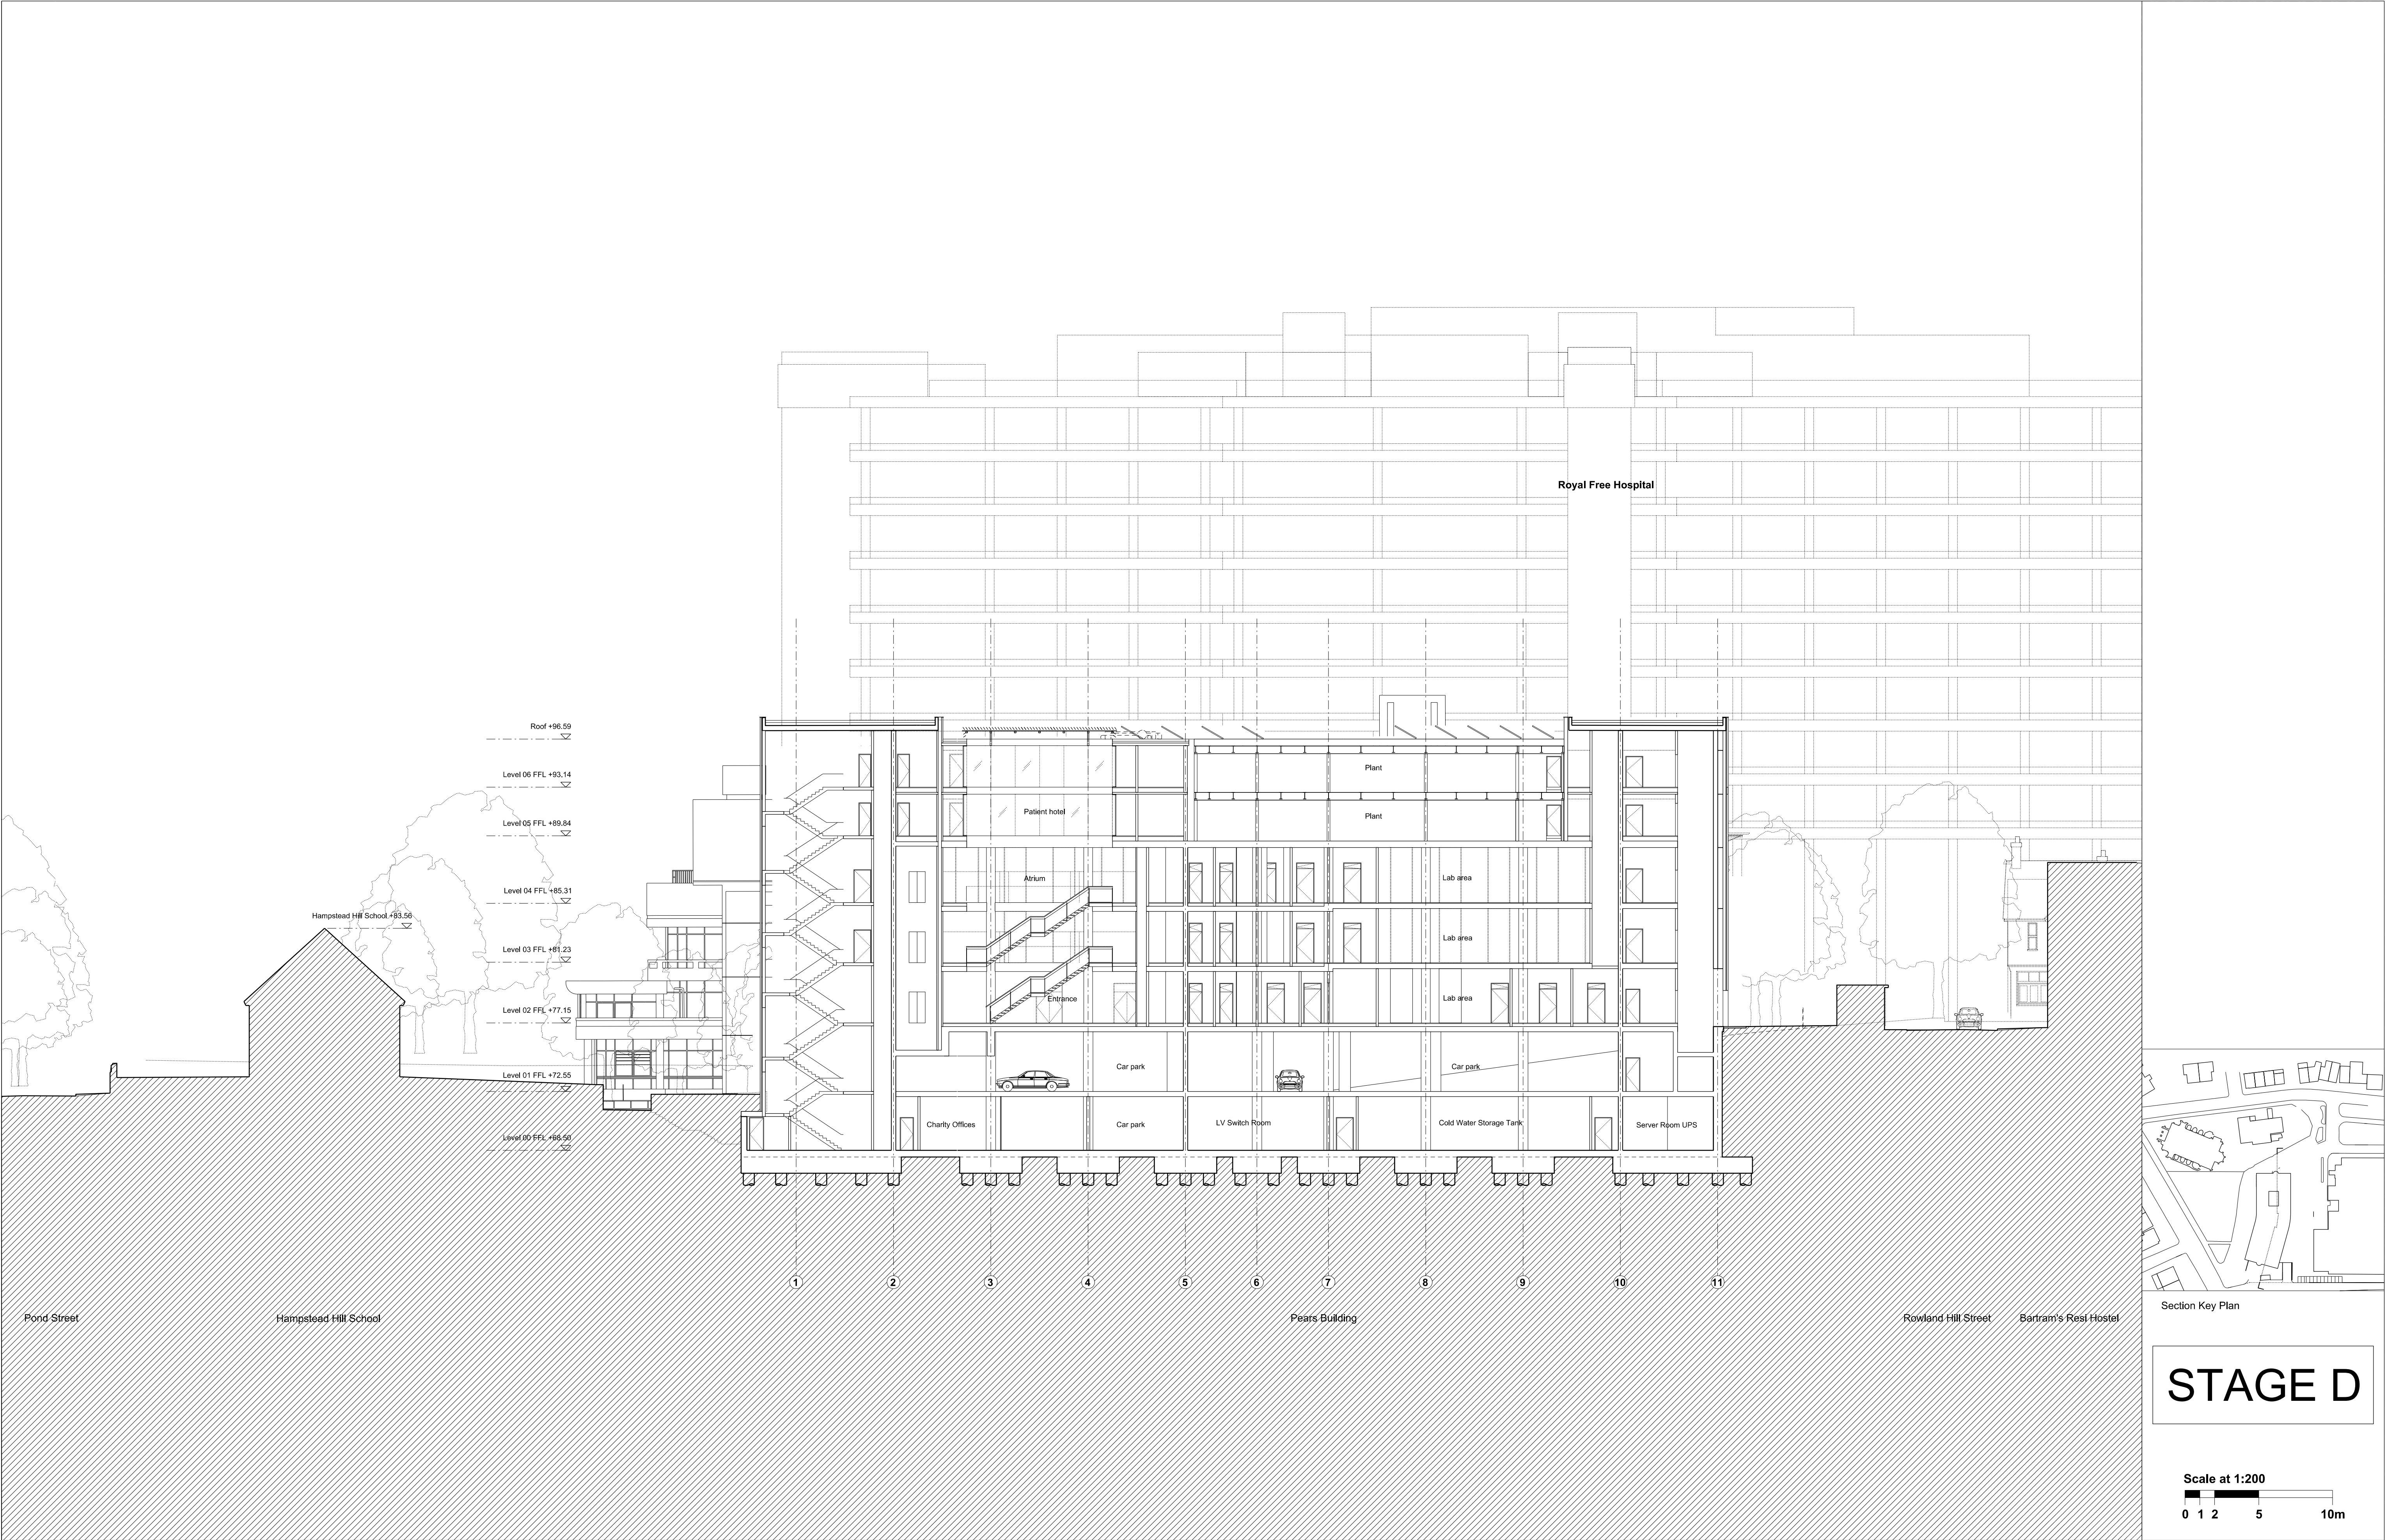 Royal Free Hospital
Roof +96.59
Level 06 FFL +93.14
Plant
Patient hotel
Level 05 FFL +89.84
Plant
Atrium
Lab area
Level 04 FFL +85.31
Hampstead Hill School +83.56
Lab area
Level 03 FFL +81.23
Entrance
Lab area
Level 02 FFL +77.15
Car park
Car park
Level 01 FFL +72.55
Charity Offices
Car park
LV Switch Room
Cold Water Storage Tank
Server Room UPS
Level 00 FFL +68.50
1
2
3
4
5
6
7
8
9
10
11
Pond Street
Hampstead Hill School
Pears Building
Rowland Hill Street
Bartram's Resi Hostel
Section Key Plan
STAGE D
Scale at 1:200
0 1 2 5 10m